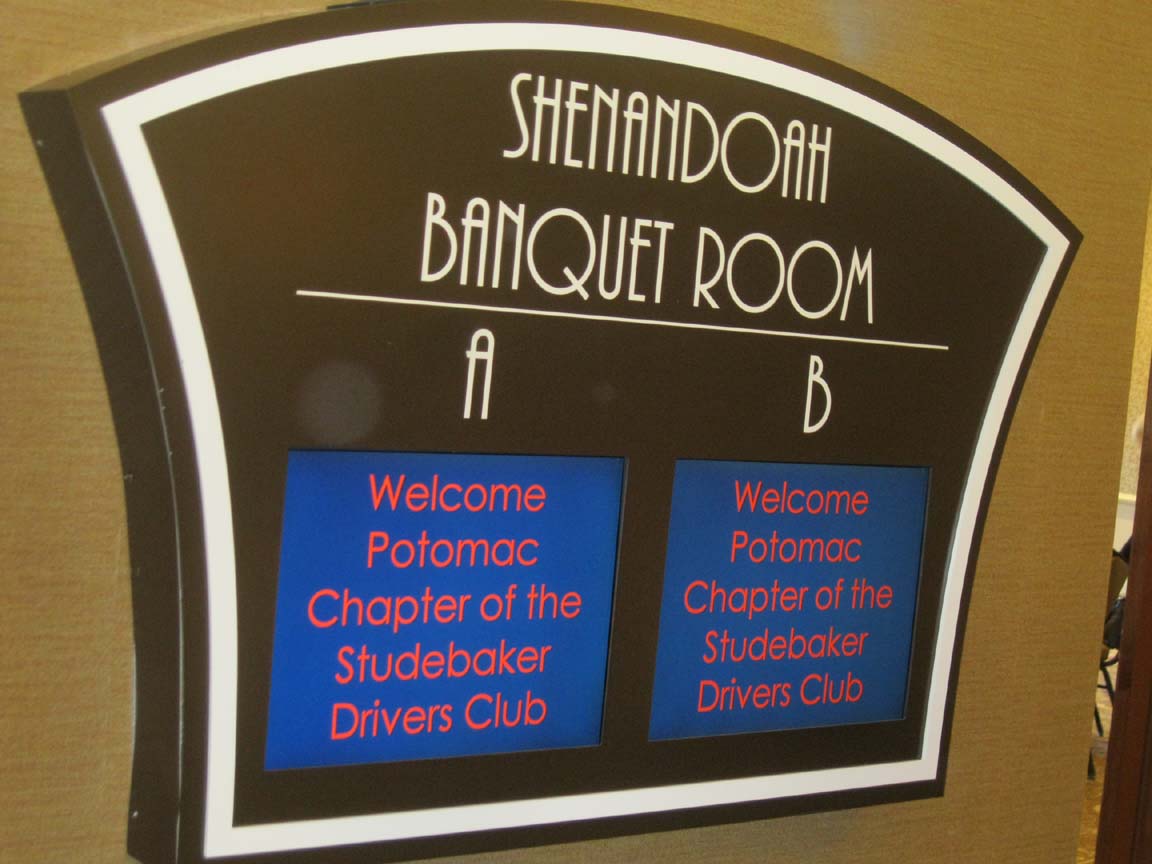 SHENANDOAH
BANQUET ROOM
A
Welcome
Potomac
Chapter of the
Studebaker
Drivers Club
B
Welcome
Potomac
Chapter of the
Studebaker
Drivers Club